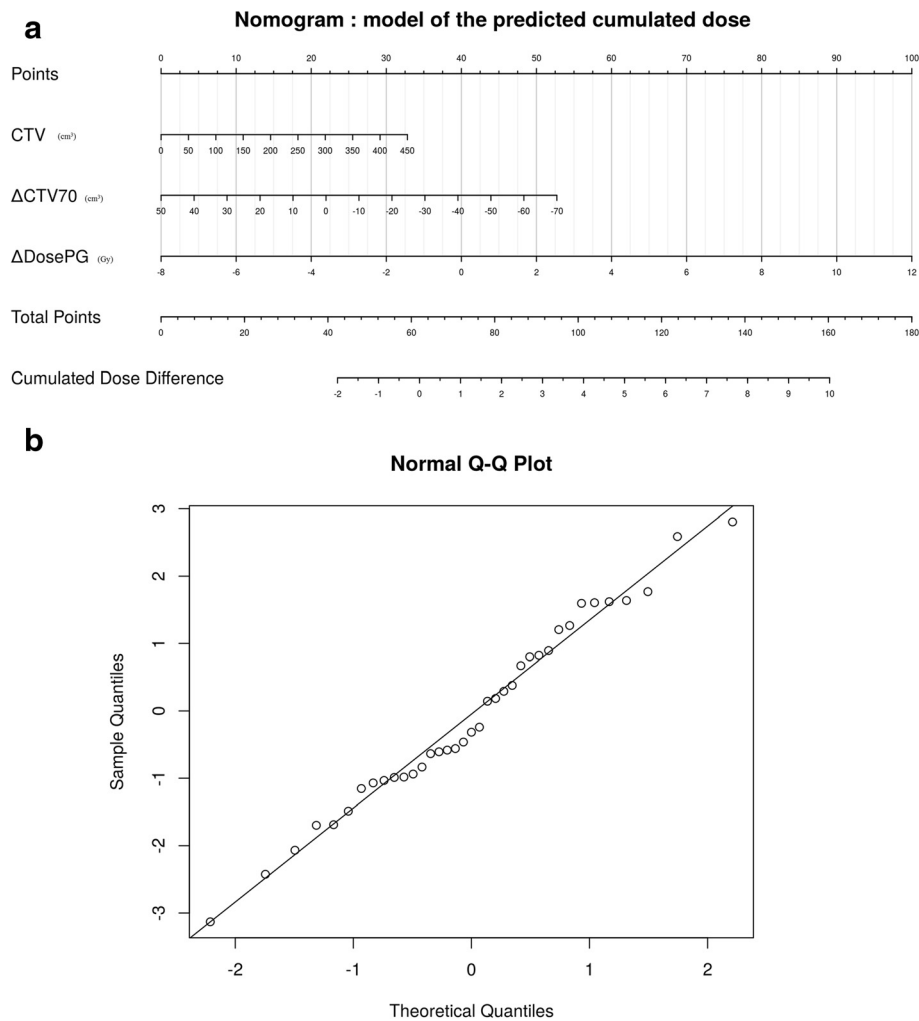 a
Nomogram : model of the predicted cumulated dose
Points 0 10 20 30 40 50 60 70 80 90 100
CTV (cm³)
0 50 100 150 200 250 300 350 400 450
ΔCTV70 (cm³)
50 40 30 20 10 0 -10 -20 -30 -40 -50 -60 -70
ΔDosePG (Gy)
-8 -6 -4 -2 0 2 4 6 8 10 12
Total Points
0 20 40 60 80 100 120 140 160 180
Cumulated Dose Difference
-2 -1 0 1 2 3 4 5 6 7 8 9 10
b
Normal Q-Q Plot
Sample Quantiles
3
2
1
0
-1
-2
-3
-2 -1 0 1 2
Theoretical Quantiles